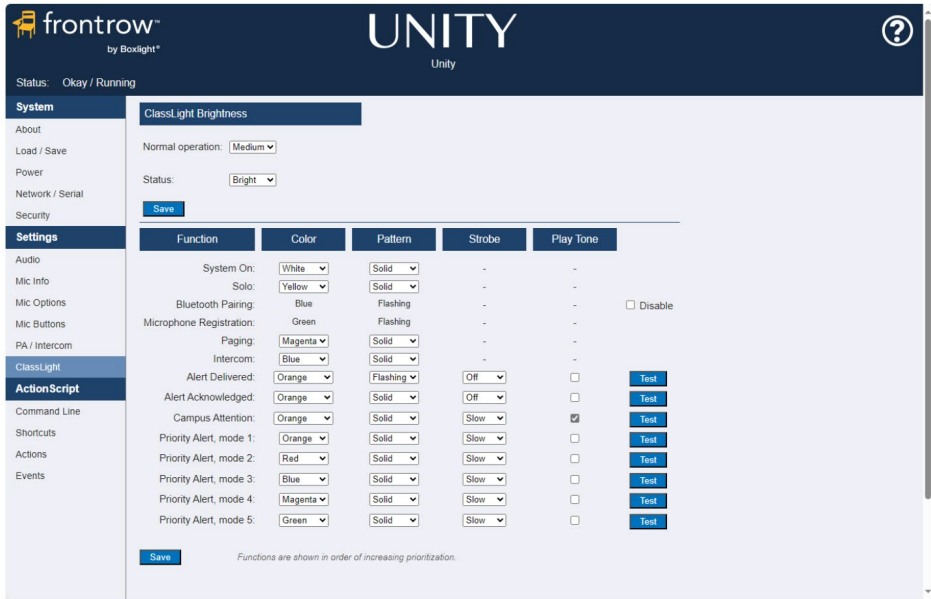 frontrow™
by Boxlight®
UNITY
Unity
?
Status: Okay / Running
System
About
Load / Save
Power
Network / Serial
Security
Settings
Audio
Mic Info
Mic Options
Mic Buttons
PA / Intercom
ClassLight
ActionScript
Command Line
Shortcuts
Actions
Events
ClassLight Brightness
Normal operation: Medium
Status: Bright
Save
Function Color Pattern Strobe Play Tone
System On: White Solid - -
Solo: Yellow Solid - -
Bluetooth Pairing: Blue Flashing - - Disable
Microphone Registration: Green Flashing - -
Paging: Magenta Solid - -
Intercom: Blue Solid - -
Alert Delivered: Orange Flashing Off Test
Alert Acknowledged: Orange Solid Off Test
Campus Attention: Orange Solid Slow Test
Priority Alert, mode 1: Orange Solid Slow Test
Priority Alert, mode 2: Red Solid Slow Test
Priority Alert, mode 3: Blue Solid Slow Test
Priority Alert, mode 4: Magenta Solid Slow Test
Priority Alert, mode 5: Green Solid Slow Test
Save Functions are shown in order of increasing prioritization.